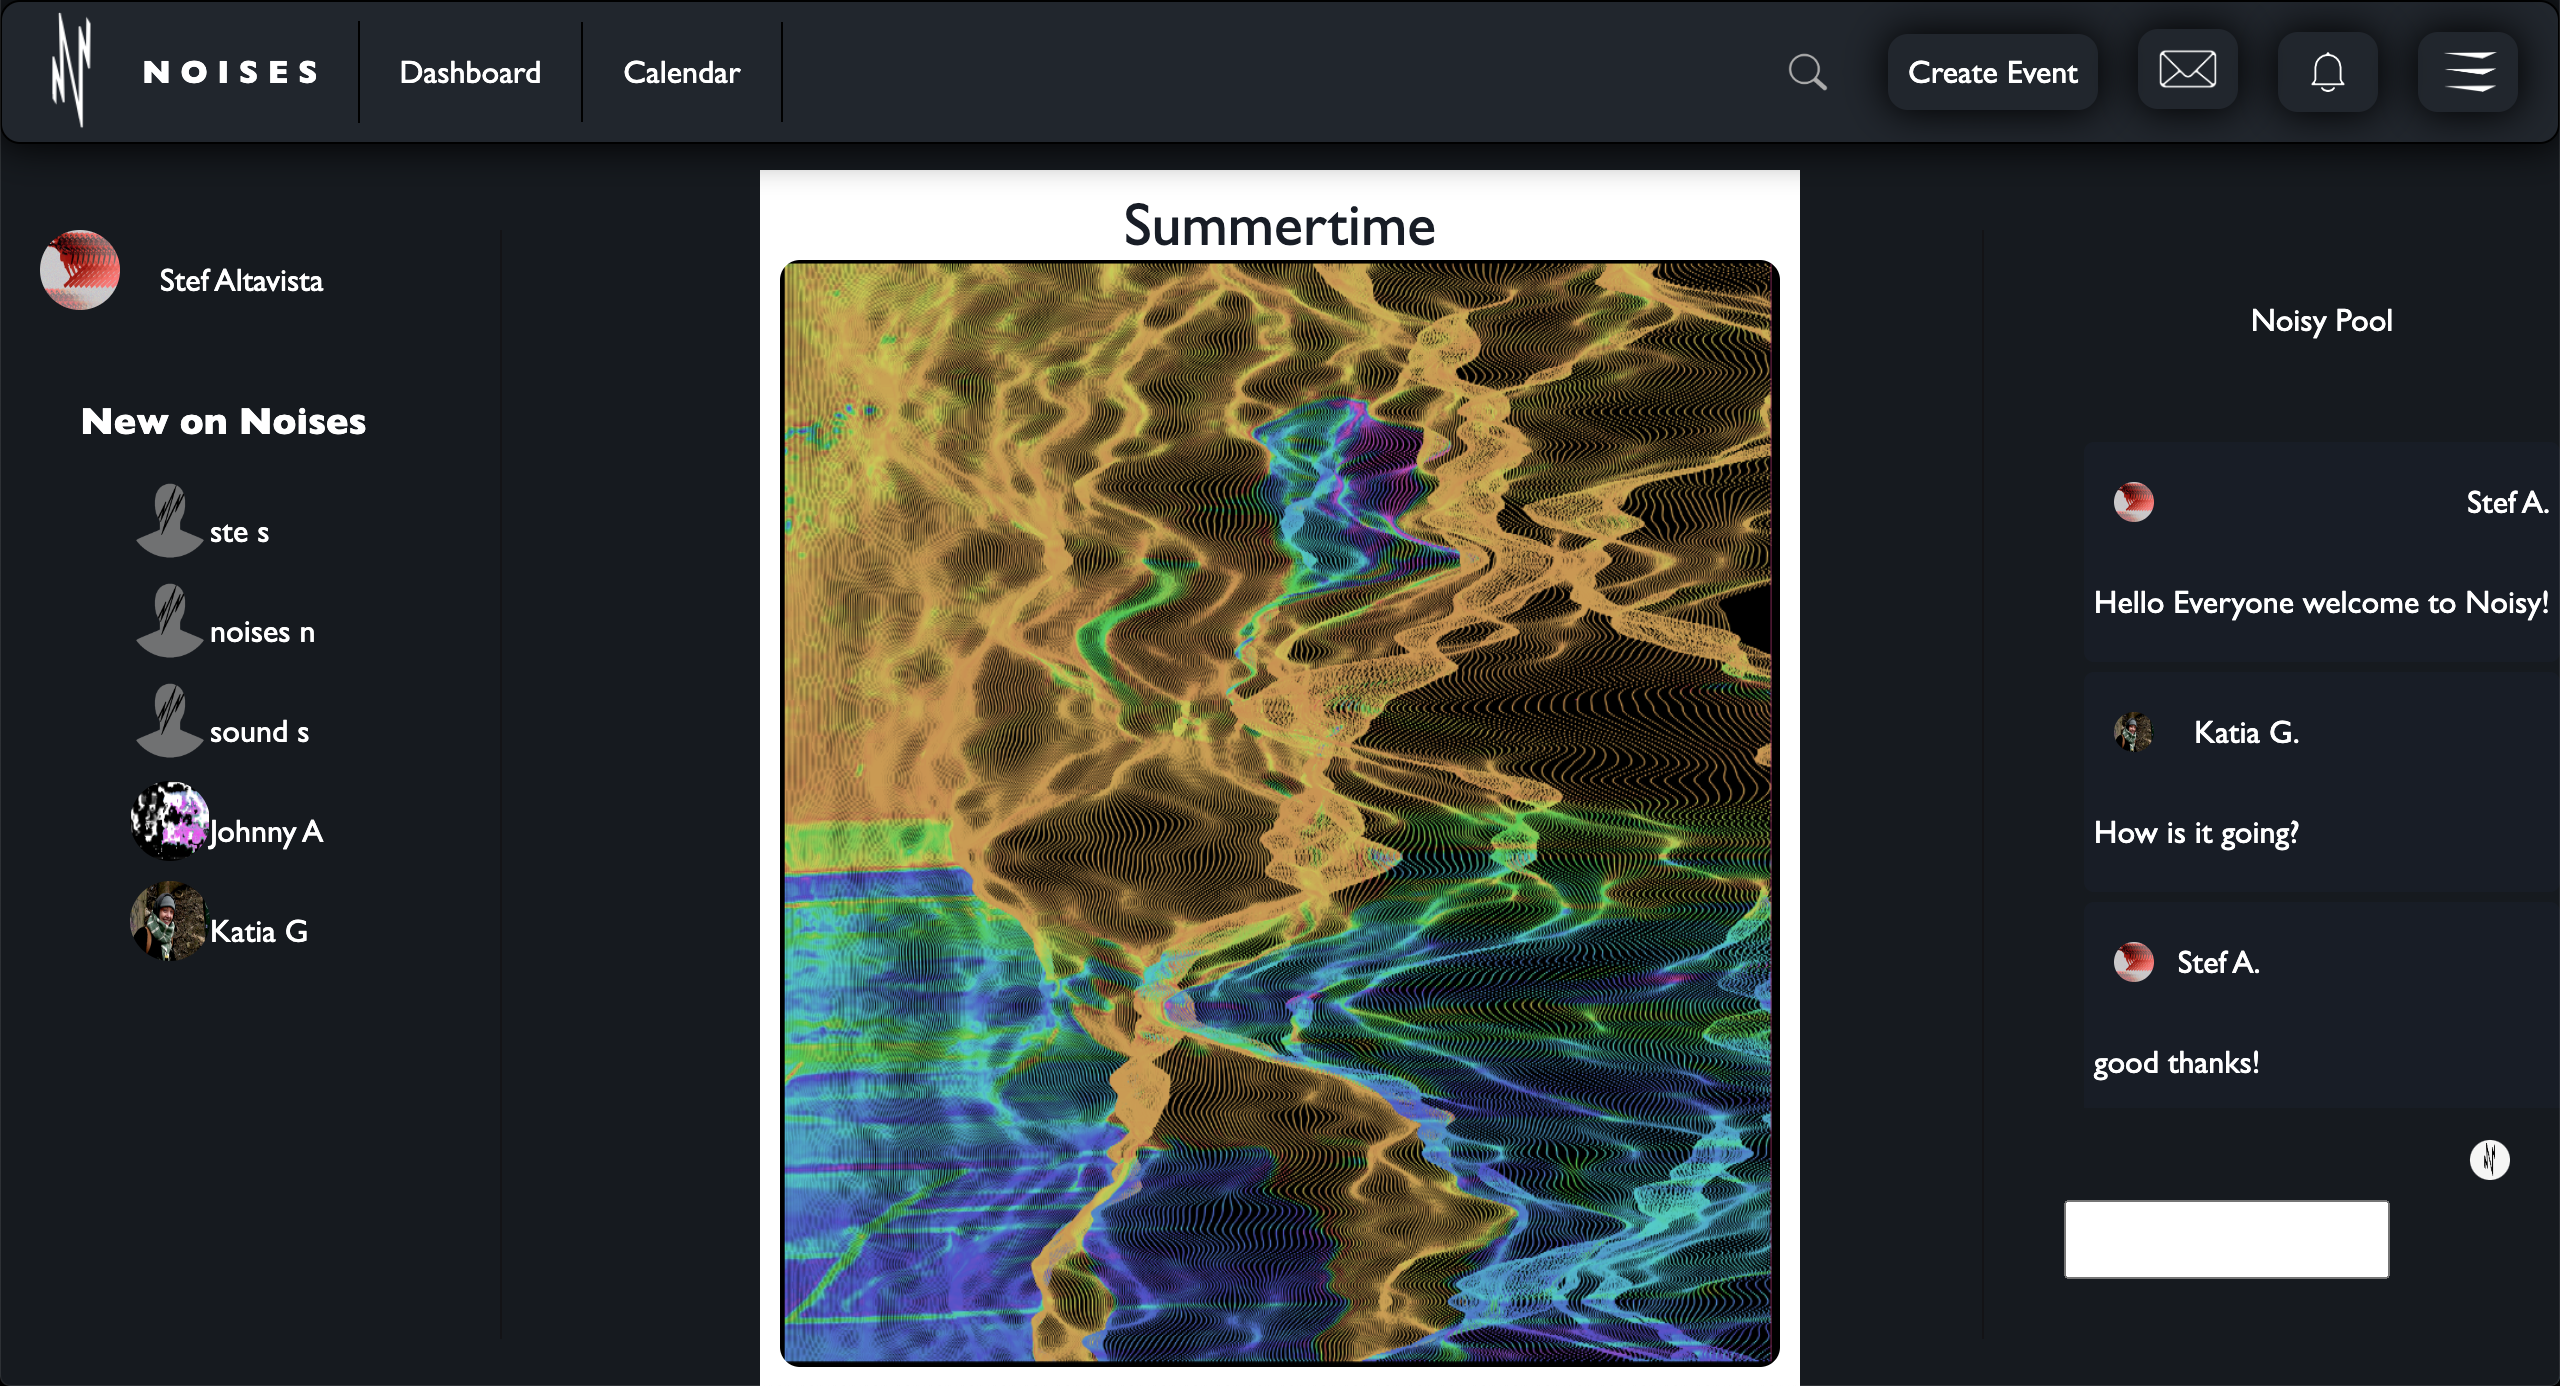 NOISES
Dashboard
Calendar
Create Event
Stef Altavista
New on Noises
ste s
noises n
sound s
Johnny A
Katia G
Summertime
Noisy Pool
Stef A.
Hello Everyone welcome to Noisy!
Katia G.
How is it going?
Stef A.
good thanks!